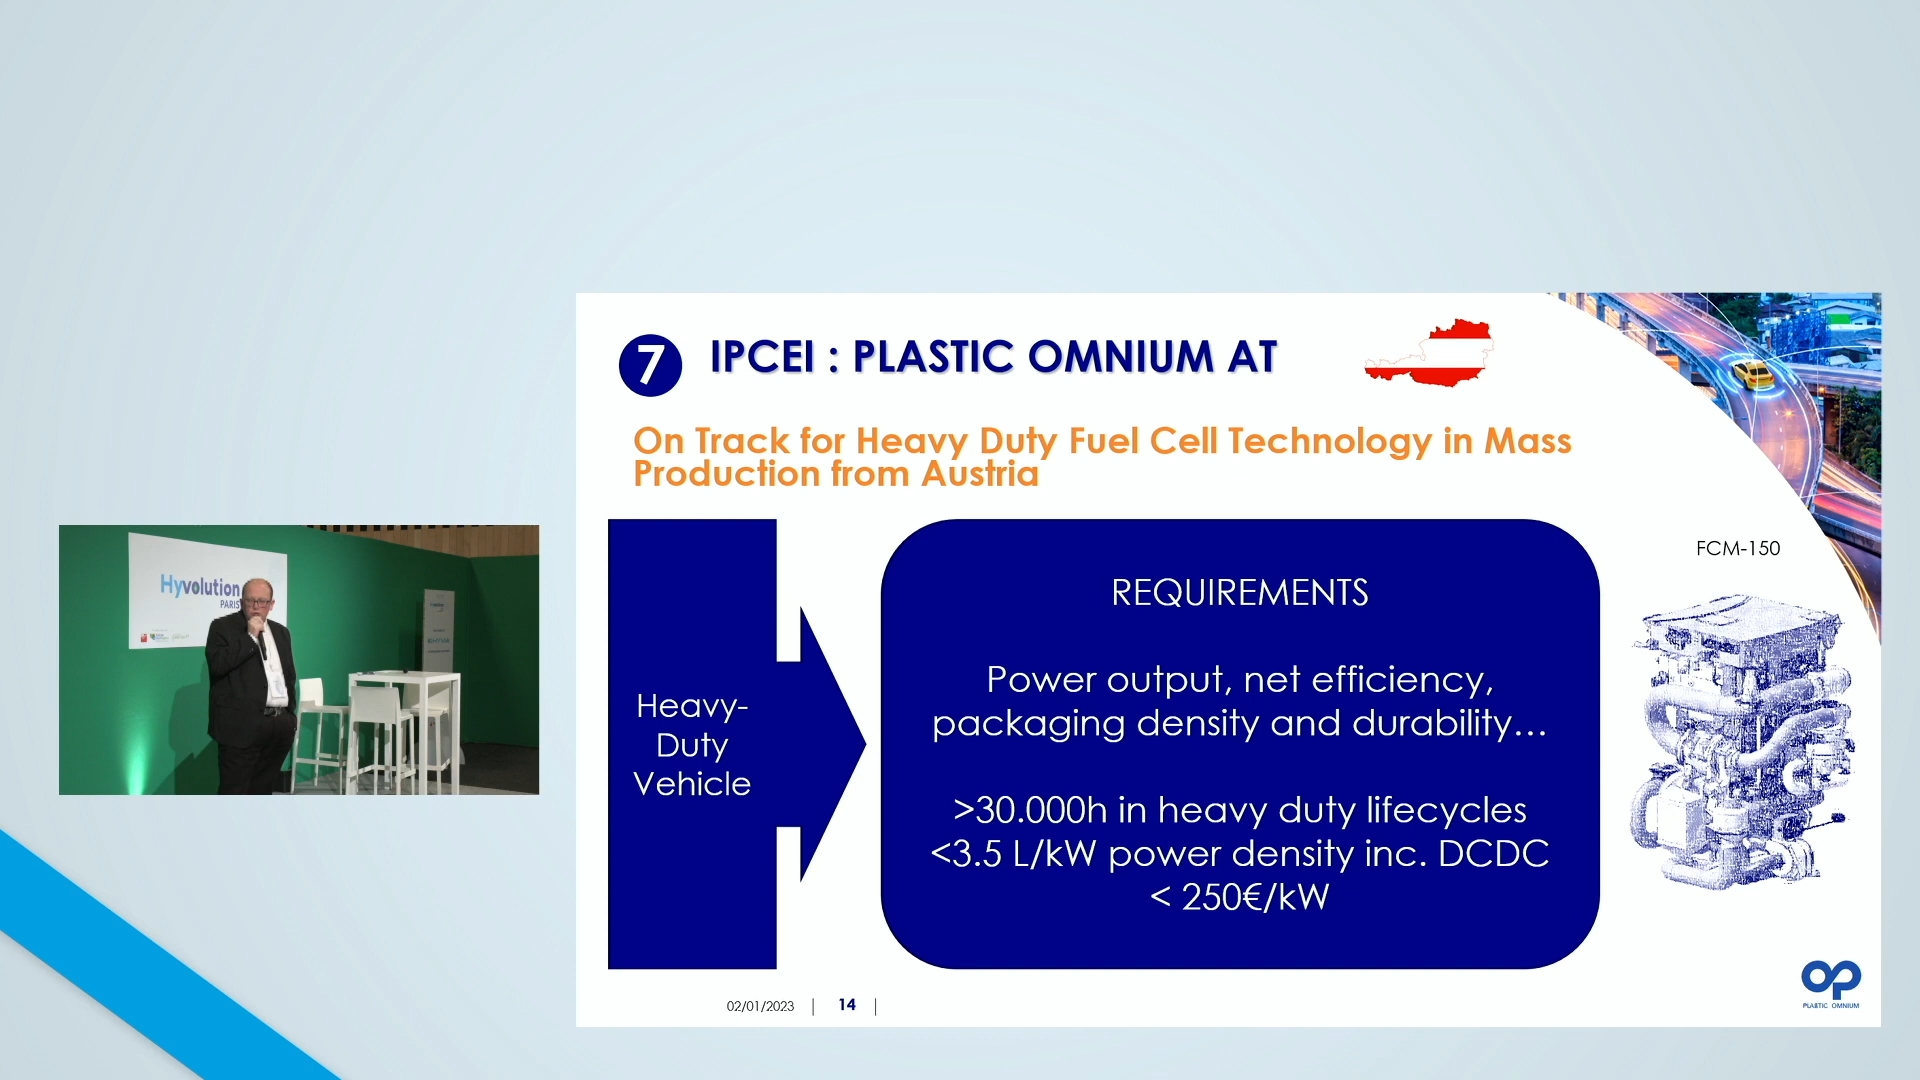 7 IPCEI : PLASTIC OMNIUM AT
On Track for Heavy Duty Fuel Cell Technology in Mass
Production from Austria
Heavy-
Duty
Vehicle
REQUIREMENTS
Power output, net efficiency,
packaging density and durability…
>30.000h in heavy duty lifecycles
<3.5 L/kW power density inc. DCDC
< 250€/kW
FCM-150
02/01/2023 | 14 |
PLASTIC OMNIUM
Hyvolution
PARIS